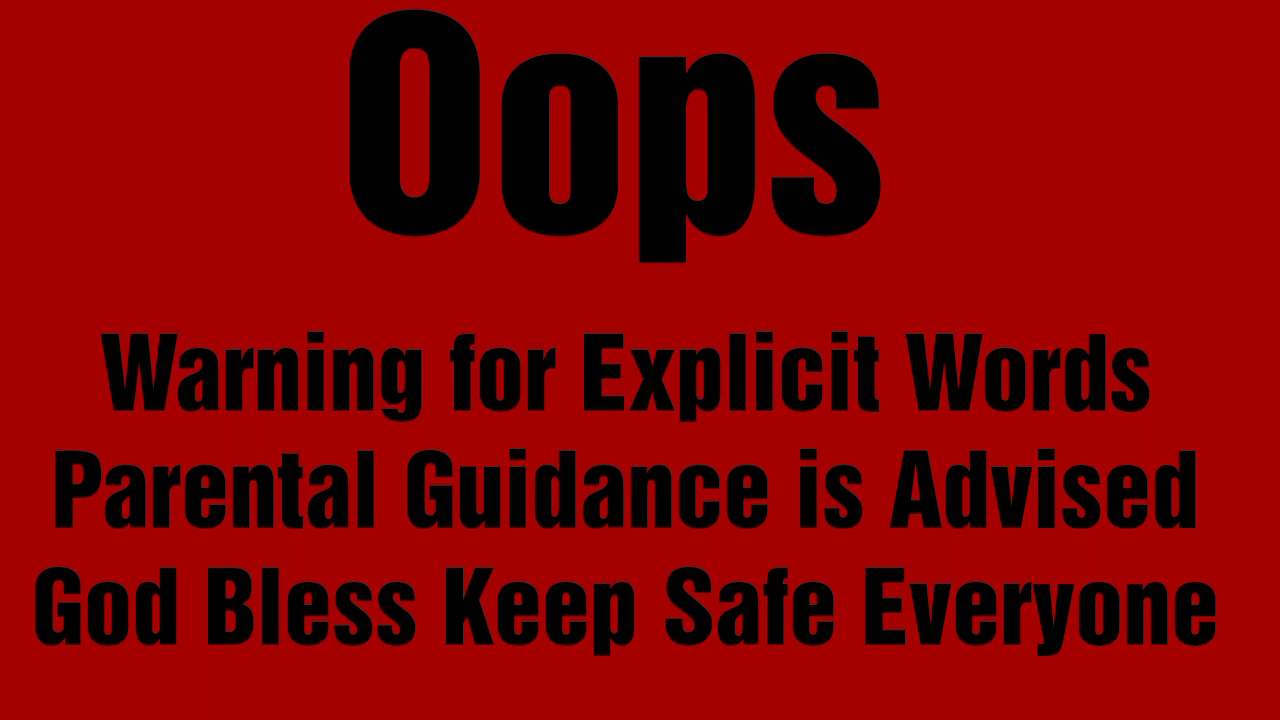 Oops
Warning for Explicit Words
Parental Guidance is Advised
God Bless Keep Safe Everyone